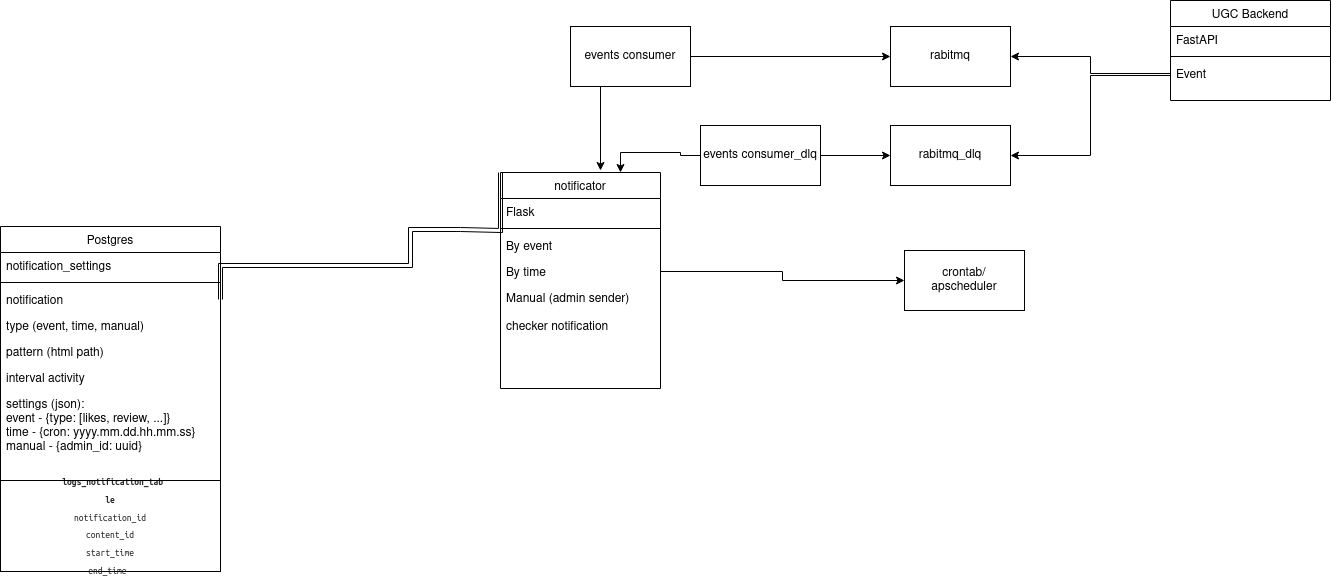 UGC Backend
FastAPI
Event
events consumer
rabitmq
events consumer_dlq
rabitmq_dlq
notificator
Flask
By event
By time
Manual (admin sender)
checker notification
crontab/
apscheduler
Postgres
notification_settings
notification
type (event, time, manual)
pattern (html path)
interval activity
settings (json):
event - {type: [likes, review, ...]}
time - {cron: yyyy.mm.dd.hh.mm.ss}
manual - {admin_id: uuid}
logs_notification_tab
le
notification_id
content_id
start_time
end_time